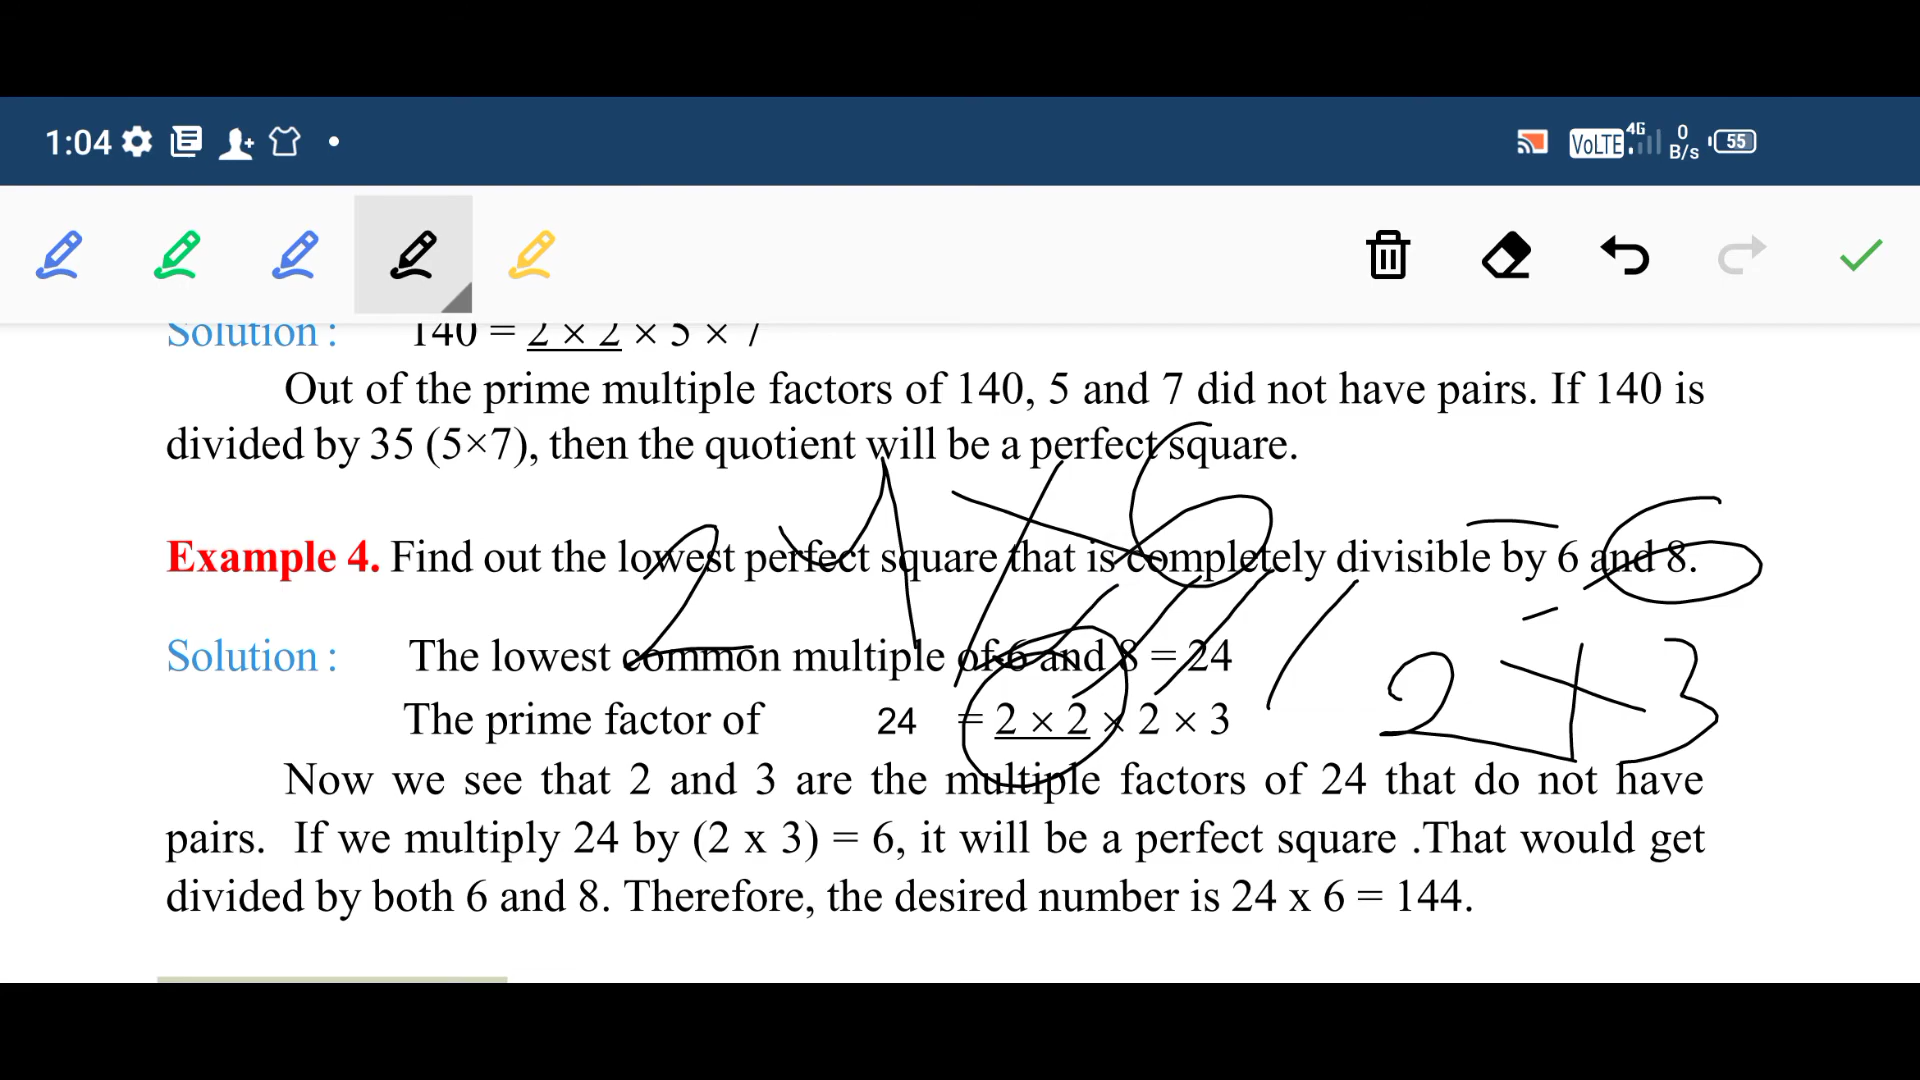 1:04 VoLTE 4G 0 B/s 55
Solution : 140 = 2 × 2 × 5 × 7
Out of the prime multiple factors of 140, 5 and 7 did not have pairs. If 140 is
divided by 35 (5×7), then the quotient will be a perfect square.
24 × 6
Example 4. Find out the lowest perfect square that is completely divisible by 6 and 8.
= 6
Solution : The lowest common multiple of 6 and 8 = 24
2 × 3
The prime factor of 24 = 2 × 2 × 2 × 3
Now we see that 2 and 3 are the multiple factors of 24 that do not have
pairs. If we multiply 24 by (2 x 3) = 6, it will be a perfect square .That would get
divided by both 6 and 8. Therefore, the desired number is 24 x 6 = 144.